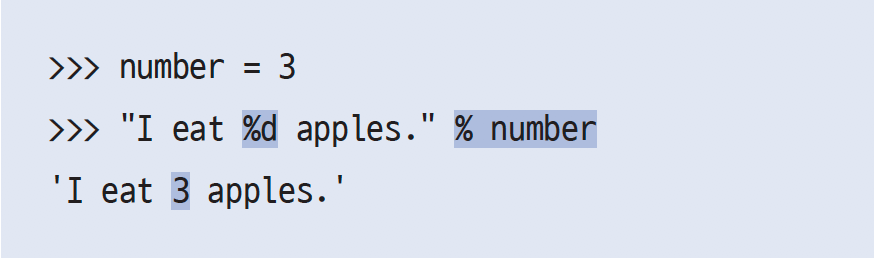 >>> number = 3
>>> "I eat %d apples." % number
'I eat 3 apples.'